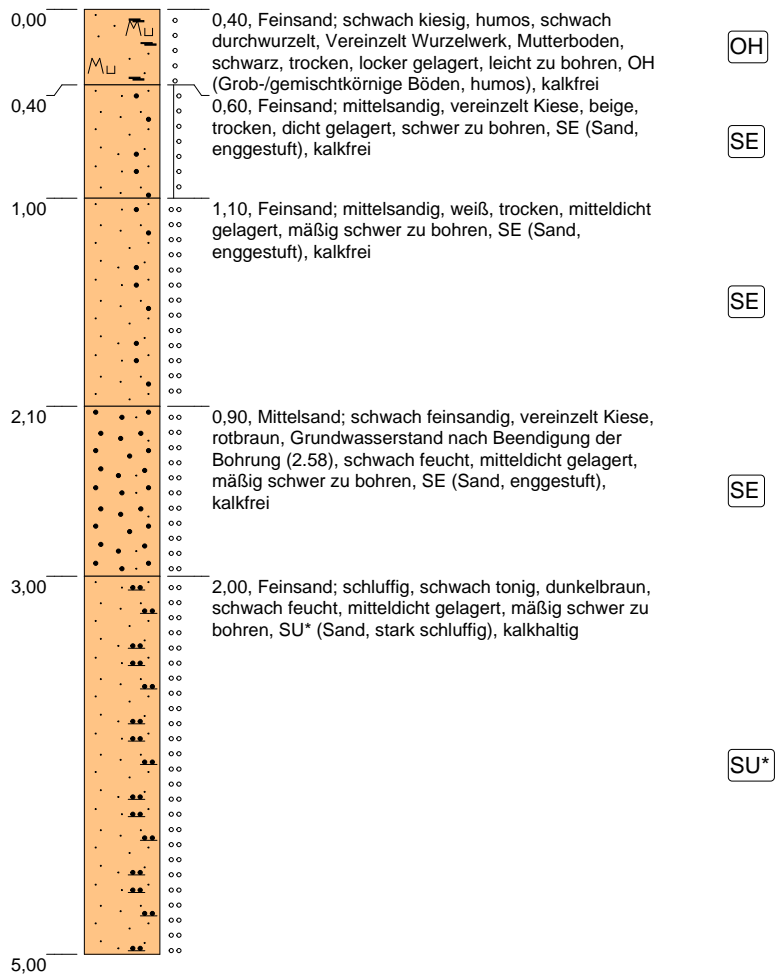 0,00
Mu
Mu
0,40, Feinsand; schwach kiesig, humos, schwach
durchwurzelt, Vereinzelt Wurzelwerk, Mutterboden,
schwarz, trocken, locker gelagert, leicht zu bohren, OH
(Grob-/gemischtkörnige Böden, humos), kalkfrei
OH
0,40
0,60, Feinsand; mittelsandig, vereinzelt Kiese, beige,
trocken, dicht gelagert, schwer zu bohren, SE (Sand,
enggestuft), kalkfrei
SE
1,00
1,10, Feinsand; mittelsandig, weiß, trocken, mitteldicht
gelagert, mäßig schwer zu bohren, SE (Sand,
enggestuft), kalkfrei
SE
2,10
0,90, Mittelsand; schwach feinsandig, vereinzelt Kiese,
rotbraun, Grundwasserstand nach Beendigung der
Bohrung (2.58), schwach feucht, mitteldicht gelagert,
mäßig schwer zu bohren, SE (Sand, enggestuft),
kalkfrei
SE
3,00
2,00, Feinsand; schluffig, schwach tonig, dunkelbraun,
schwach feucht, mitteldicht gelagert, mäßig schwer zu
bohren, SU* (Sand, stark schluffig), kalkhaltig
SU*
5,00